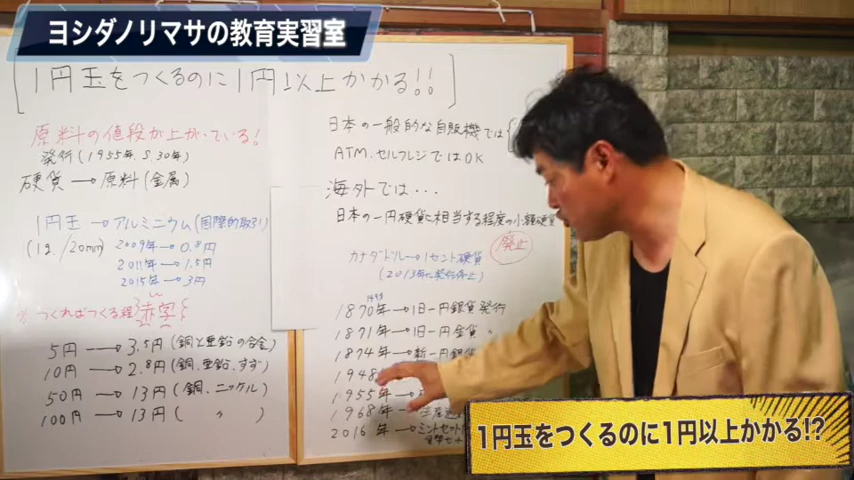 ヨシダノリマサの教育実習室
[1円玉をつくるのに1円以上かかる!!]
原料の値段が上がっている!
発行(1955年、S.30年)
硬貨→原料(金属)
1円玉→アルミニウム(国際的取引)
(1g./20mm)
2009年→0.8円
2011年→1.5円
2015年→3円
※つくればつくる程赤字
5円→3.5円(銅と亜鉛の合金)
10円→2.8円(銅、亜鉛、すず)
50円→13円(銅、ニッケル)
100円→13円(〃)
日本の一般的な自販機では
ATM、セルフレジではOK
海外では・・・
日本の一円硬貨に相当する程度の小額硬貨
廃止
カナダドル→1セント硬貨
(2013年に発行停止)
1870年→旧一円銀貨発行
1871年→旧一円金貨 〃
1874年→新一円銀
1948
1955年→
1968年→生産
2016年→ミントセット
1円玉をつくるのに1円以上かかる!?